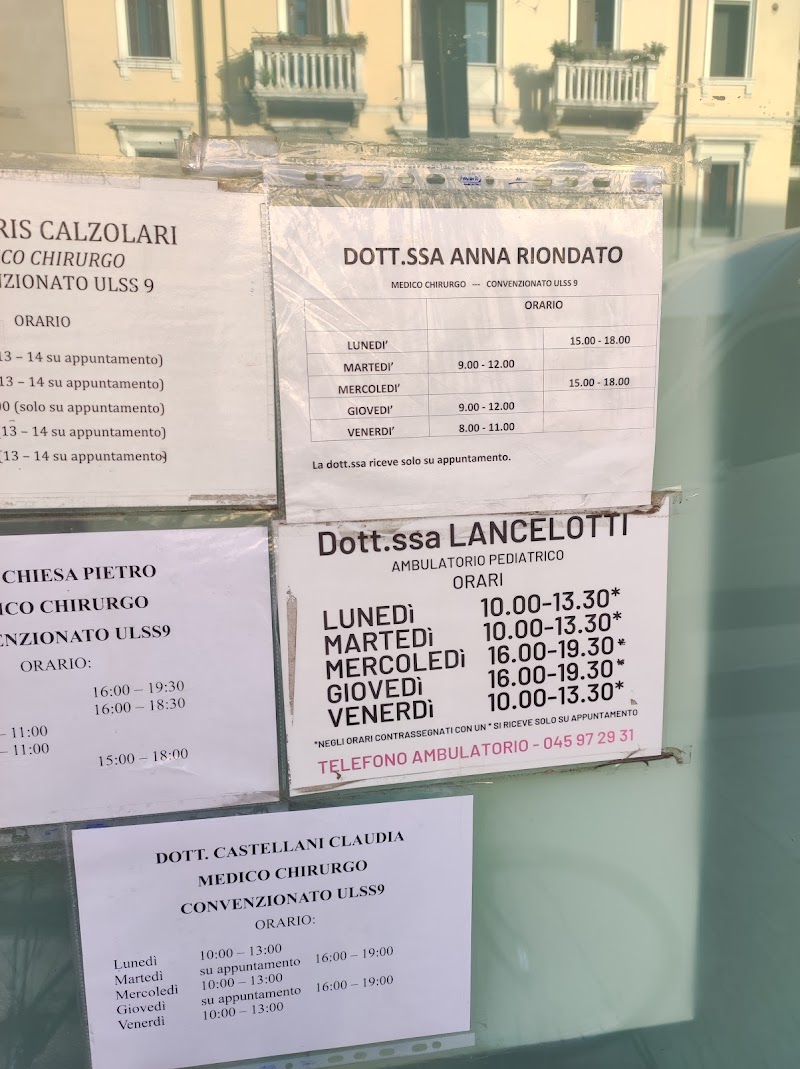 RIS CALZOLARI
CO CHIRURGO
NZIONATO ULSS 9
ORARIO
13 – 14 su appuntamento)
13 – 14 su appuntamento)
00 (solo su appuntamento)
(13 – 14 su appuntamento)
(13 – 14 su appuntamento)
DOTT.SSA ANNA RIONDATO
MEDICO CHIRURGO --- CONVENZIONATO ULSS 9
ORARIO
LUNEDI’ 15.00 - 18.00
MARTEDI’ 9.00 - 12.00
MERCOLEDI’ 15.00 - 18.00
GIOVEDI’ 9.00 - 12.00
VENERDI’ 8.00 - 11.00
La dott.ssa riceve solo su appuntamento.
CHIESA PIETRO
ICO CHIRURGO
ENZIONATO ULSS9
ORARIO:
16:00 – 19:30
16:00 – 18:30
– 11:00
– 11:00
15:00 – 18:00
Dott.ssa LANCELOTTI
AMBULATORIO PEDIATRICO
ORARI
LUNEDì 10.00-13.30*
MARTEDì 10.00-13.30*
MERCOLEDì 16.00-19.30*
GIOVEDì 16.00-19.30*
VENERDì 10.00-13.30*
*NEGLI ORARI CONTRASSEGNATI CON UN * SI RICEVE SOLO SU APPUNTAMENTO
TELEFONO AMBULATORIO - 045 97 29 31
DOTT. CASTELLANI CLAUDIA
MEDICO CHIRURGO
CONVENZIONATO ULSS9
ORARIO:
Lunedì 10:00 – 13:00
Martedì su appuntamento 16:00 – 19:00
Mercoledì 10:00 – 13:00
Giovedì su appuntamento 16:00 – 19:00
Venerdì 10:00 – 13:00